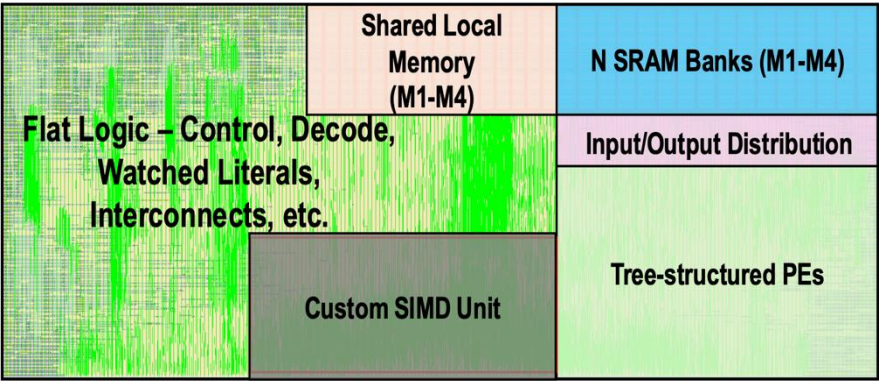 Shared Local
Memory
(M1-M4)
N SRAM Banks (M1-M4)
Flat Logic – Control, Decode,
Watched Literals,
Interconnects, etc.
Input/Output Distribution
Tree-structured PEs
Custom SIMD Unit